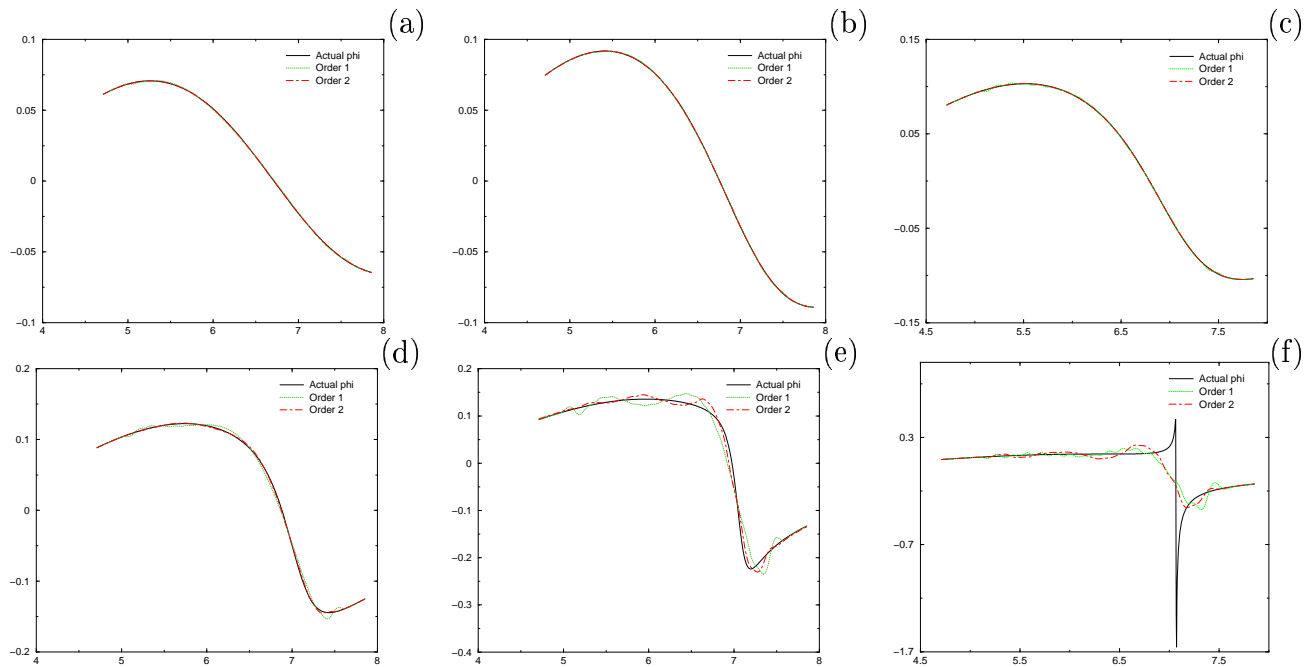 (a)
0.1
0.05
0
−0.05
−0.1
4
5
6
7
8
Actual phi
Order 1
Order 2
(b)
0.1
0.05
0
−0.05
−0.1
4
5
6
7
8
Actual phi
Order 1
Order 2
(c)
0.15
0.05
−0.05
−0.15
4.5
5.5
6.5
7.5
Actual phi
Order 1
Order 2
(d)
0.2
0.1
0
−0.1
−0.2
4
5
6
7
8
Actual phi
Order 1
Order 2
(e)
0.2
0.1
0
−0.1
−0.2
−0.3
−0.4
4
5
6
7
8
Actual phi
Order 1
Order 2
(f)
0.3
−0.7
−1.7
4.5
5.5
6.5
7.5
Actual phi
Order 1
Order 2